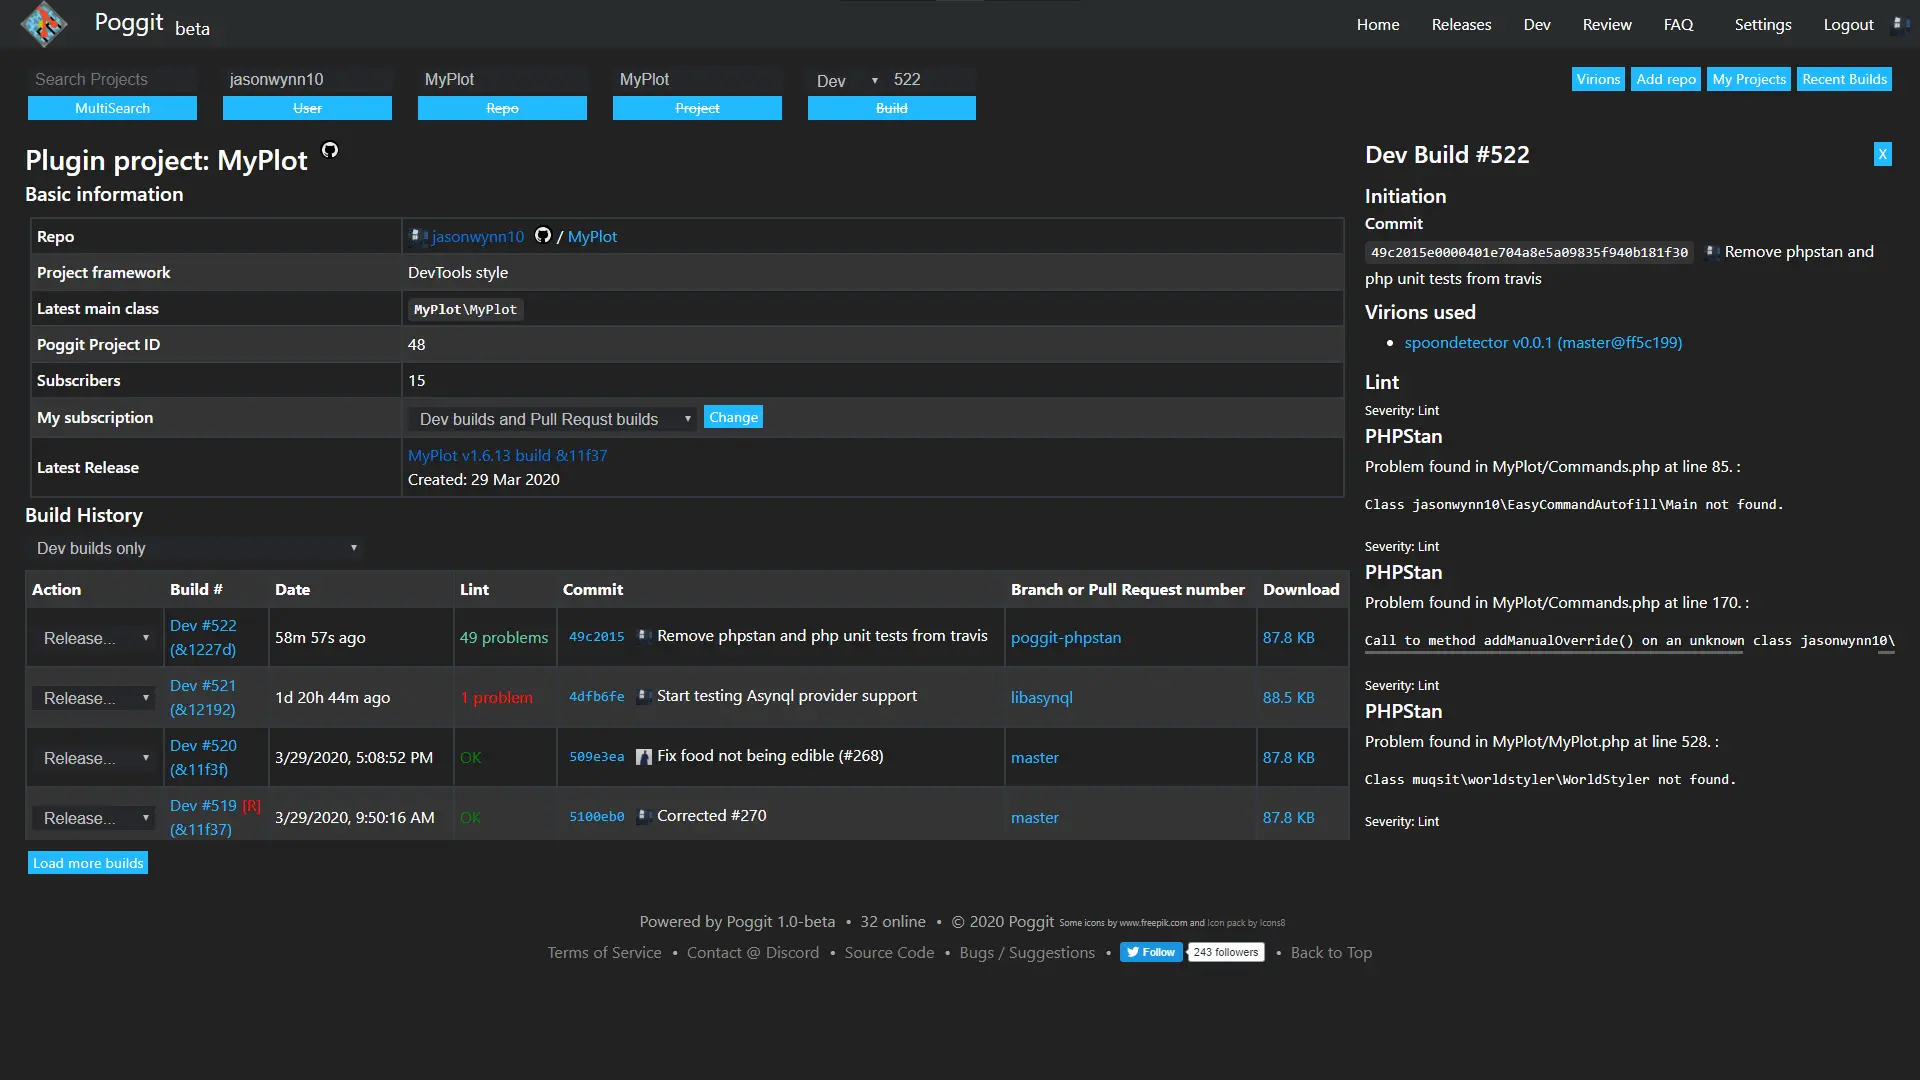 Poggit beta
Home Releases Dev Review FAQ Settings Logout
Search Projects jasonwynn10 MyPlot MyPlot Dev 522
MultiSearch User Repo Project Build
Virions Add repo My Projects Recent Builds
Plugin project: MyPlot
Basic information
Repo jasonwynn10 / MyPlot
Project framework DevTools style
Latest main class MyPlot\MyPlot
Poggit Project ID 48
Subscribers 15
My subscription Dev builds and Pull Requst builds Change
Latest Release MyPlot v1.6.13 build &11f37
Created: 29 Mar 2020
Build History
Dev builds only
Action Build # Date Lint Commit Branch or Pull Request number Download
Release... Dev #522 (&1227d) 58m 57s ago 49 problems 49c2015 Remove phpstan and php unit tests from travis poggit-phpstan 87.8 KB
Release... Dev #521 (&12192) 1d 20h 44m ago 1 problem 4dfb6fe Start testing Asynql provider support libasynql 88.5 KB
Release... Dev #520 (&11f3f) 3/29/2020, 5:08:52 PM OK 509e3ea Fix food not being edible (#268) master 87.8 KB
Release... Dev #519 [R] (&11f37) 3/29/2020, 9:50:16 AM OK 5100eb0 Corrected #270 master 87.8 KB
Load more builds
Dev Build #522 X
Initiation
Commit
49c2015e0000401e704a8e5a09835f940b181f30 Remove phpstan and
php unit tests from travis
Virions used
• spoondetector v0.0.1 (master@ff5c199)
Lint
Severity: Lint
PHPStan
Problem found in MyPlot/Commands.php at line 85. :
Class jasonwynn10\EasyCommandAutofill\Main not found.
Severity: Lint
PHPStan
Problem found in MyPlot/Commands.php at line 170. :
Call to method addManualOverride() on an unknown class jasonwynn10\
Severity: Lint
PHPStan
Problem found in MyPlot/MyPlot.php at line 528. :
Class muqsit\worldstyler\WorldStyler not found.
Severity: Lint
Powered by Poggit 1.0-beta • 32 online • © 2020 Poggit Some icons by www.freepik.com and Icon pack by Icons8
Terms of Service • Contact @ Discord • Source Code • Bugs / Suggestions • Follow 243 followers • Back to Top